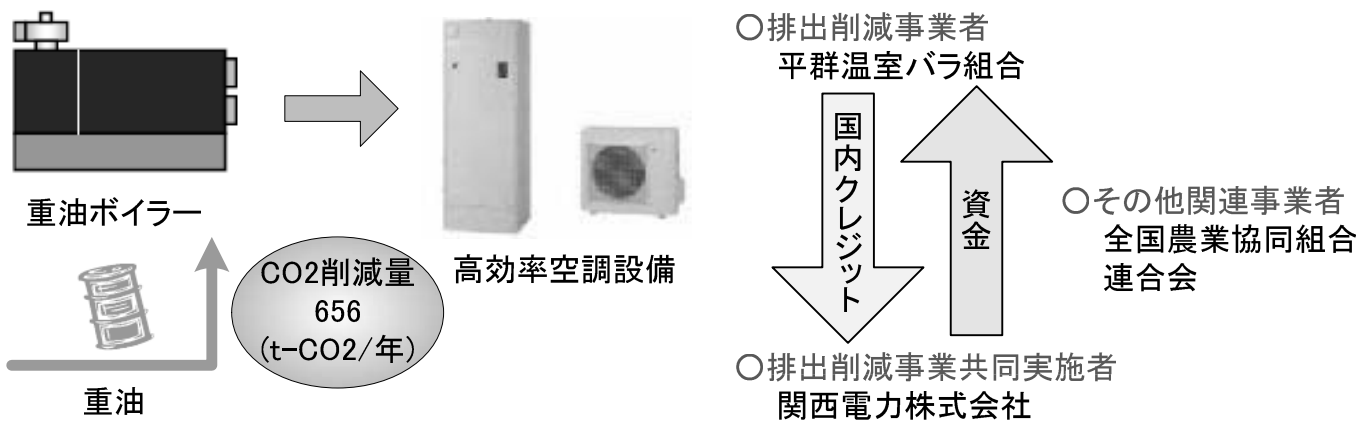 重油ボイラー
重油
CO2削減量
656
(t-CO2/年)
高効率空調設備
○排出削減事業者
平群温室バラ組合
国内クレジット
資金
○その他関連事業者
全国農業協同組合
連合会
○排出削減事業共同実施者
関西電力株式会社